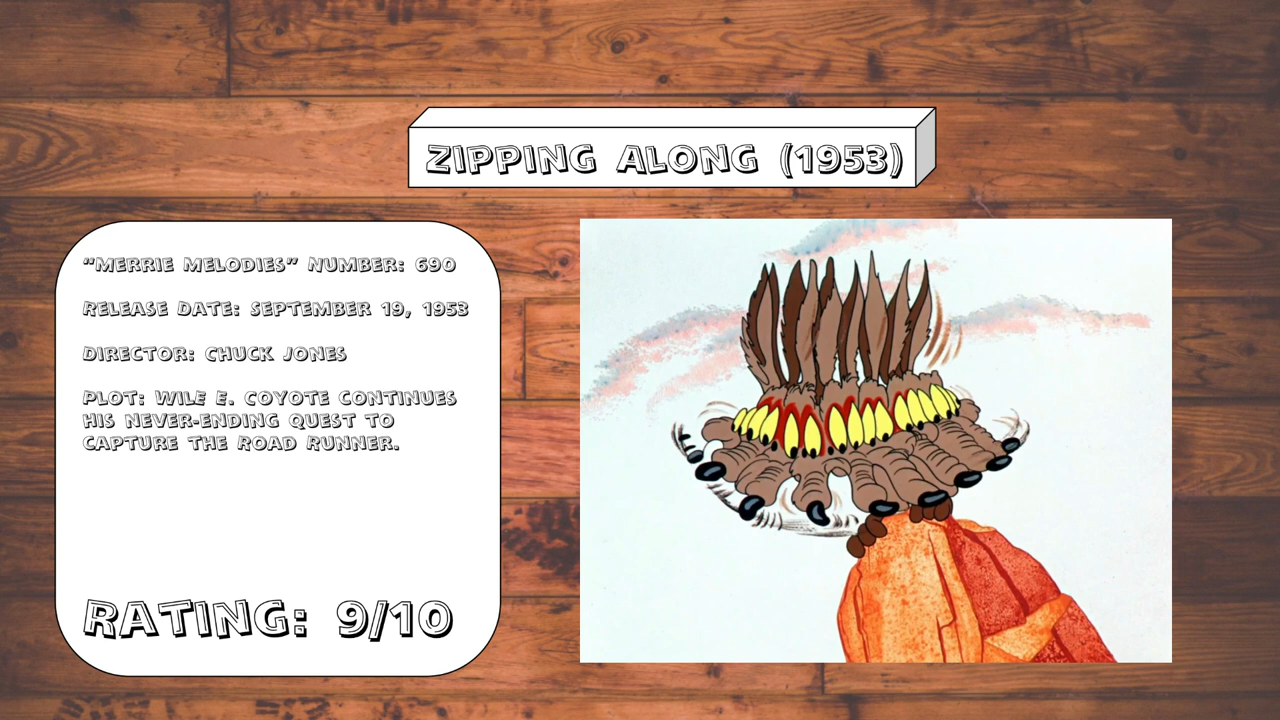 ZIPPING ALONG (1953)
"MERRIE MELODIES" NUMBER: 690
RELEASE DATE: SEPTEMBER 19, 1953
DIRECTOR: CHUCK JONES
PLOT: WILE E. COYOTE CONTINUES
HIS NEVER-ENDING QUEST TO
CAPTURE THE ROAD RUNNER.
RATING: 9/10